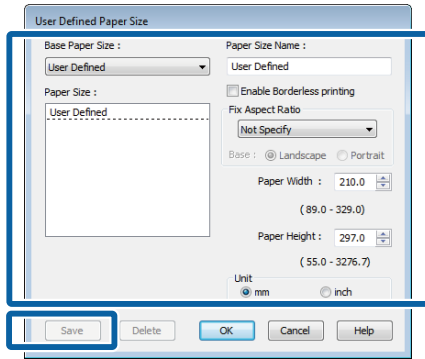 User Defined Paper Size
Base Paper Size :
User Defined
Paper Size :
User Defined
Paper Size Name :
User Defined
Enable Borderless printing
Fix Aspect Ratio
Not Specify
Base : Landscape Portrait
Paper Width : 210.0
( 89.0 - 329.0)
Paper Height : 297.0
( 55.0 - 3276.7)
Unit
mm inch
Save Delete OK Cancel Help